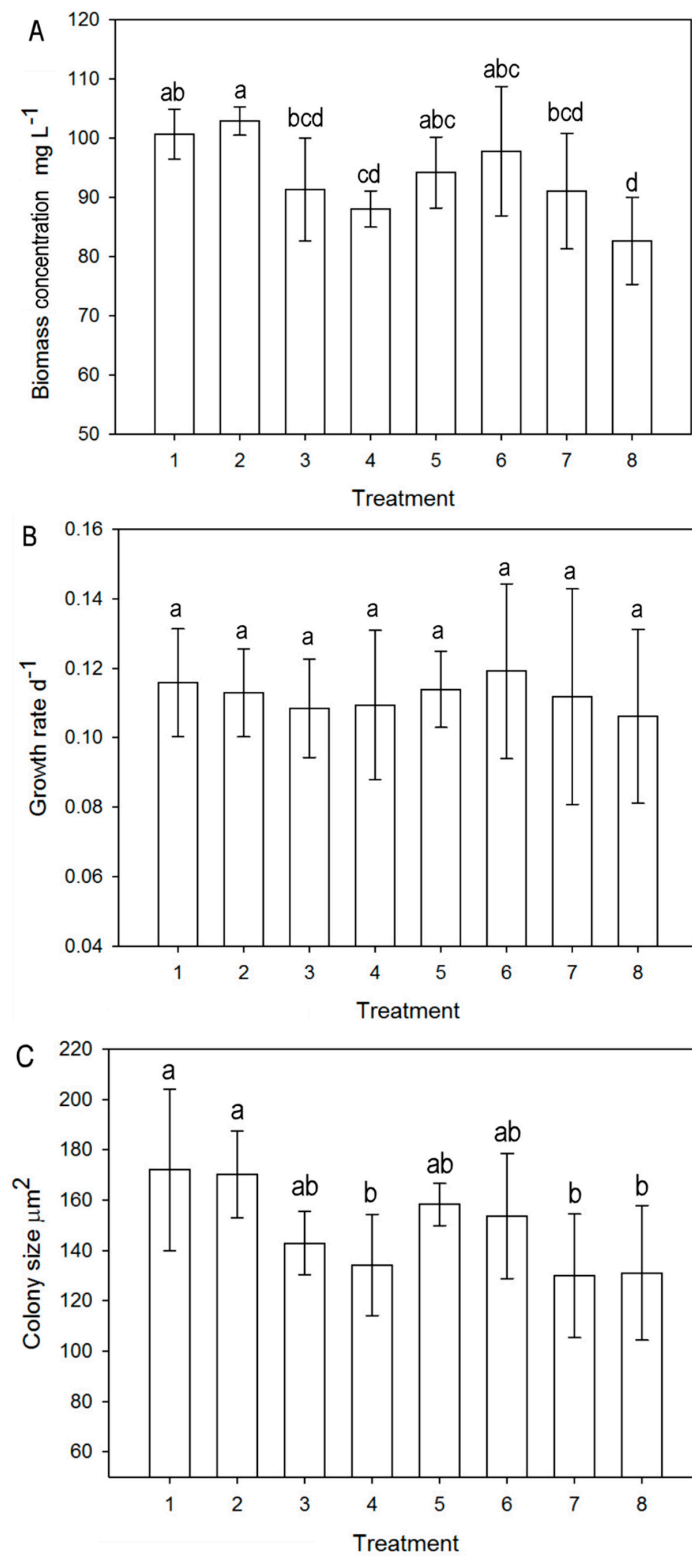 A
120
110
100
90
80
70
60
50
Biomass concentration mg L⁻¹
ab a bcd cd abc abc bcd d
1 2 3 4 5 6 7 8
Treatment
B
0.16
0.14
0.12
0.10
0.08
0.06
0.04
Growth rate d⁻¹
a a a a a a a a
1 2 3 4 5 6 7 8
Treatment
C
220
200
180
160
140
120
100
80
60
Colony size μm²
a a ab b ab ab b b
1 2 3 4 5 6 7 8
Treatment